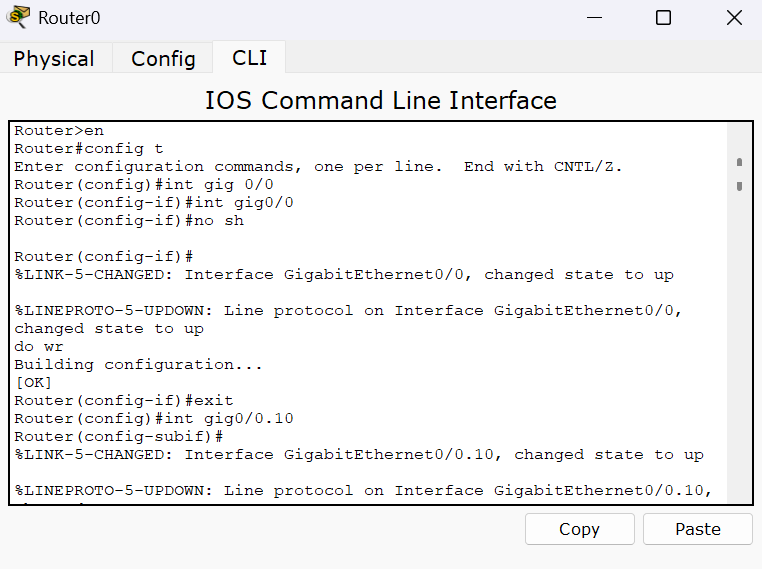 Router0
Physical
Config
CLI
IOS Command Line Interface
Router>en
Router#config t
Enter configuration commands, one per line.  End with CNTL/Z.
Router(config)#int gig 0/0
Router(config-if)#int gig0/0
Router(config-if)#no sh
Router(config-if)#
%LINK-5-CHANGED: Interface GigabitEthernet0/0, changed state to up
%LINEPROTO-5-UPDOWN: Line protocol on Interface GigabitEthernet0/0,
changed state to up
do wr
Building configuration...
[OK]
Router(config-if)#exit
Router(config)#int gig0/0.10
Router(config-subif)#
%LINK-5-CHANGED: Interface GigabitEthernet0/0.10, changed state to up
%LINEPROTO-5-UPDOWN: Line protocol on Interface GigabitEthernet0/0.10,
Copy
Paste